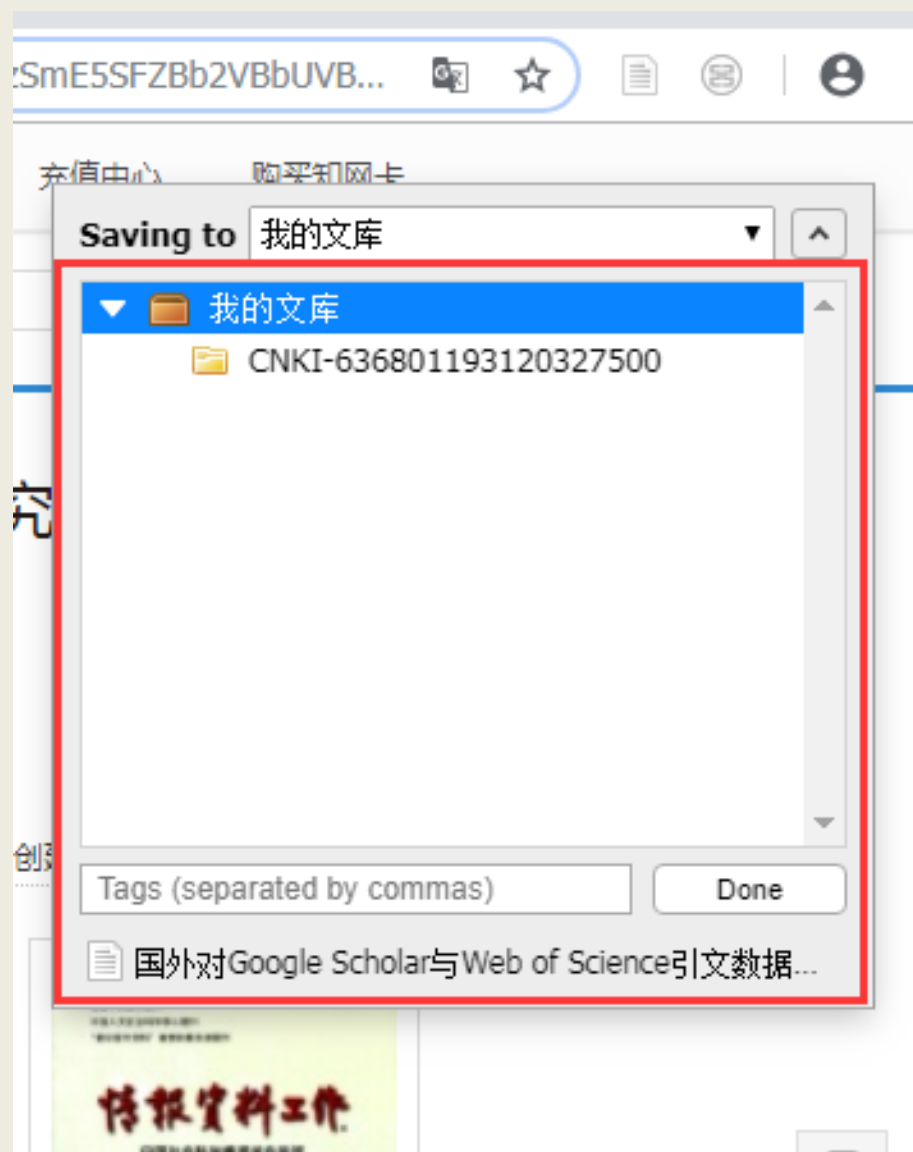 zSmE5SFZBb2VBbUVB...
充值中心 购买知网卡
Saving to 我的文库
我的文库
CNKI-636801193120327500
究
创建
Tags (separated by commas)
Done
国外对Google Scholar与Web of Science引文数据...
情报资料工作